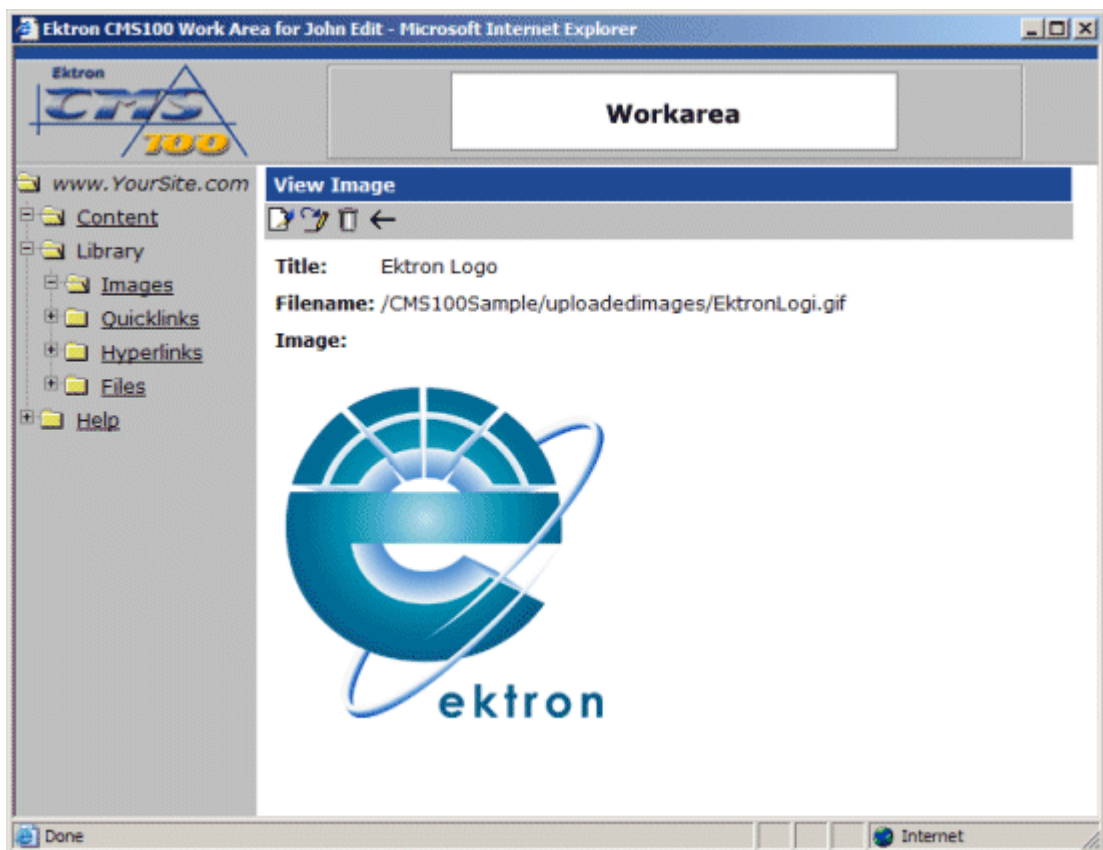 Ektron CMS100 Work Area for John Edit - Microsoft Internet Explorer
Ektron
CMS
100
Workarea
www.YourSite.com
Content
Library
Images
Quicklinks
Hyperlinks
Files
Help
View Image
Title: Ektron Logo
Filename: /CMS100Sample/uploadedimages/EktronLogi.gif
Image:
ektron
Done
Internet